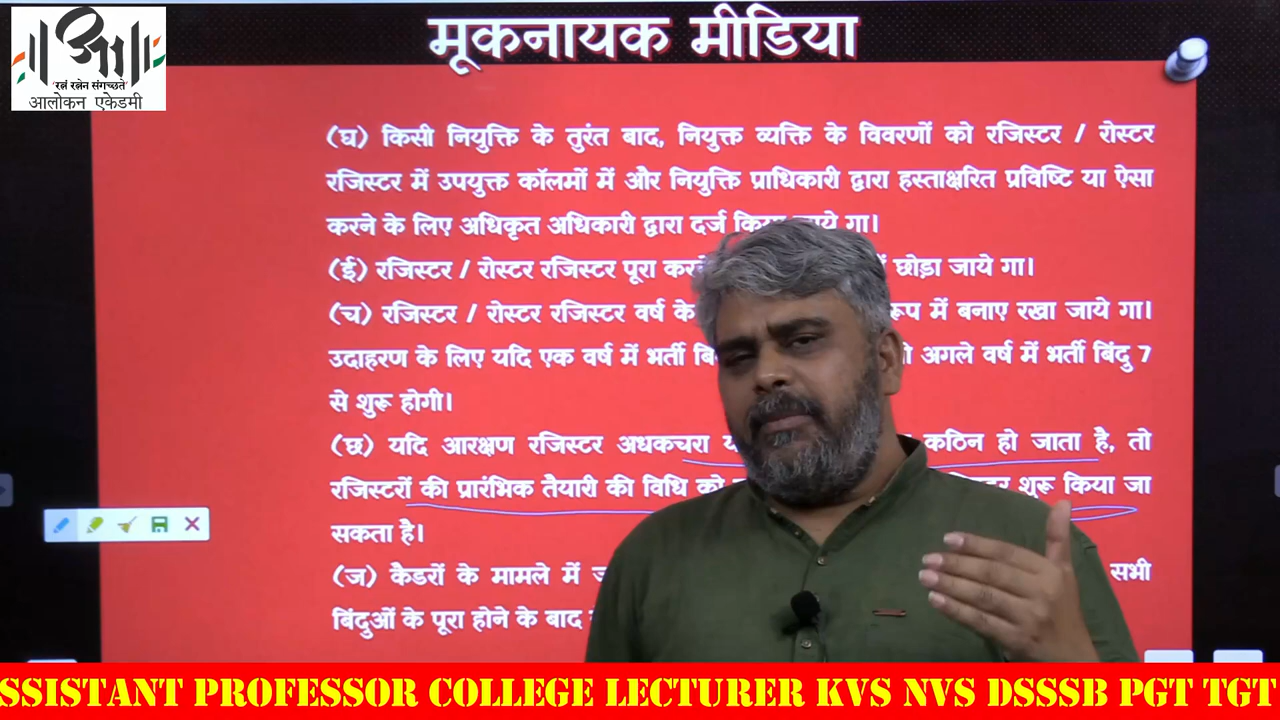 मूकनायक मीडिया
'रत्नं रत्नेन संगच्छते'
आलोकन एकेडमी
(घ) किसी नियुक्ति के तुरंत बाद, नियुक्त व्यक्ति के विवरणों को रजिस्टर / रोस्टर
रजिस्टर में उपयुक्त कॉलमों में और नियुक्ति प्राधिकारी द्वारा हस्ताक्षरित प्रविष्टि या ऐसा
करने के लिए अधिकृत अधिकारी द्वारा दर्ज किया जाये गा।
(ई) रजिस्टर / रोस्टर रजिस्टर पूरा करते छोड़ा जाये गा।
(च) रजिस्टर / रोस्टर रजिस्टर वर्ष के रूप में बनाए रखा जाये गा।
उदाहरण के लिए यदि एक वर्ष में भर्ती अगले वर्ष में भर्ती बिंदु 7
से शुरू होगी।
(छ) यदि आरक्षण रजिस्टर अधकचरा कठिन हो जाता है, तो
रजिस्टरों की प्रारंभिक तैयारी की विधि को शुरू किया जा
सकता है।
(ज) कैडरों के मामले में सभी
बिंदुओं के पूरा होने के बाद
SSISTANT PROFESSOR COLLEGE LECTURER KVS NVS DSSSB PGT TGT